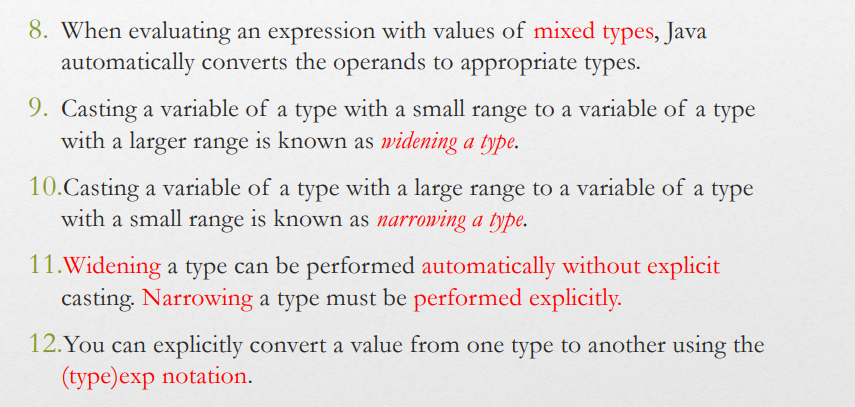 8. When evaluating an expression with values of mixed types, Java
automatically converts the operands to appropriate types.
9. Casting a variable of a type with a small range to a variable of a type
with a larger range is known as widening a type.
10.Casting a variable of a type with a large range to a variable of a type
with a small range is known as narrowing a type.
11.Widening a type can be performed automatically without explicit
casting. Narrowing a type must be performed explicitly.
12.You can explicitly convert a value from one type to another using the
(type)exp notation.